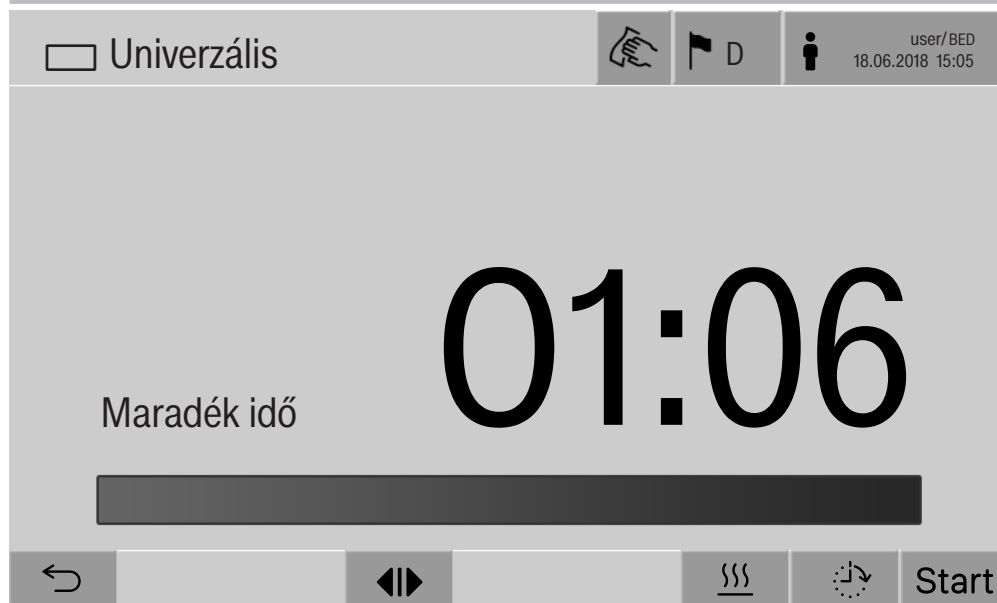 Univerzális
D
user/BED
18.06.2018 15:05
01:06
Maradék idő
Start